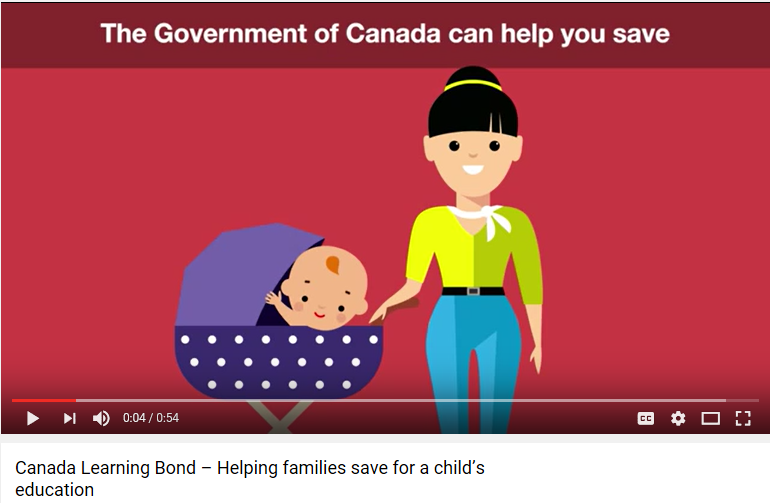 The Government of Canada can help you save
0:04 / 0:54
CC
Canada Learning Bond – Helping families save for a child’s
education